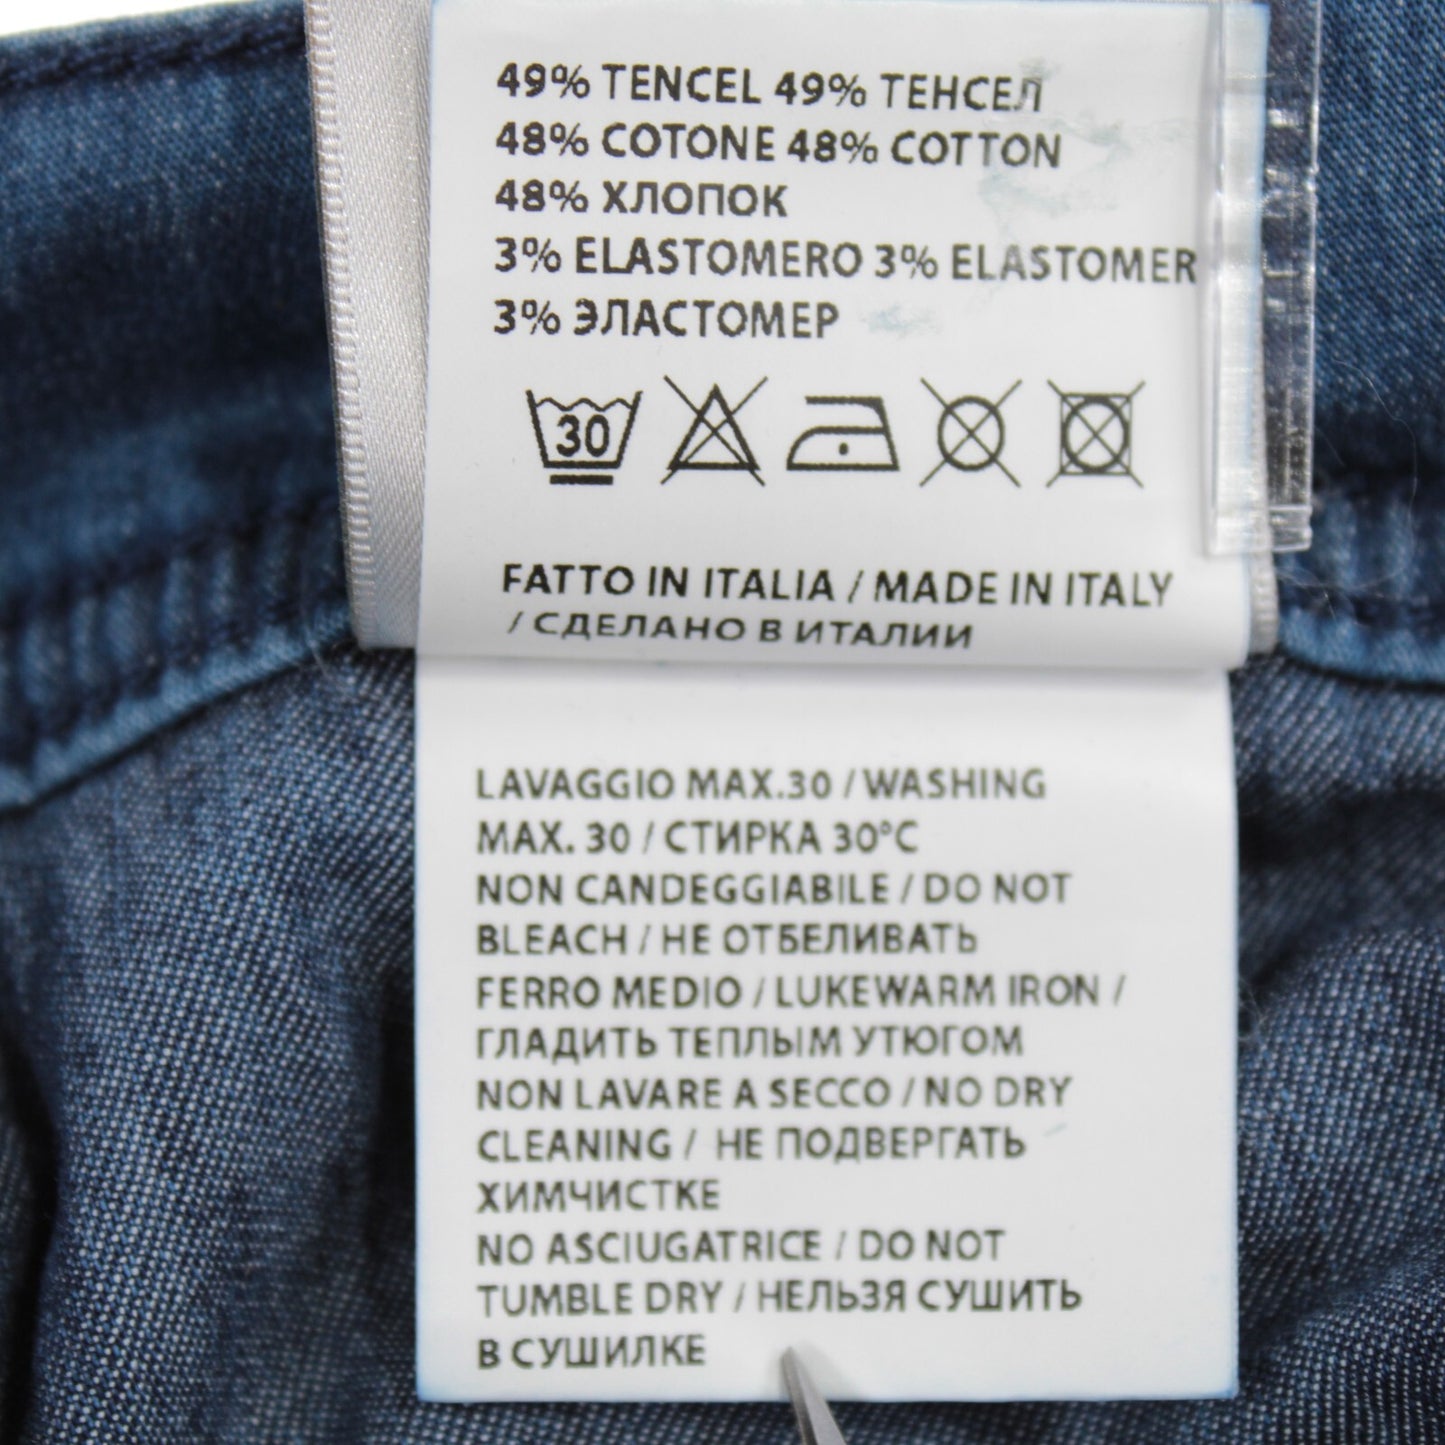 49% TENCEL 49% ТЕНСЕЛ
48% COTONE 48% COTTON
48% ХЛОПОК
3% ELASTOMERO 3% ELASTOMER
3% ЭЛАСТОМЕР
30
FATTO IN ITALIA / MADE IN ITALY
/ СДЕЛАНО В ИТАЛИИ
LAVAGGIO MAX.30 / WASHING
MAX. 30 / СТИРКА 30°C
NON CANDEGGIABILE / DO NOT
BLEACH / НЕ ОТБЕЛИВАТЬ
FERRO MEDIO / LUKEWARM IRON /
ГЛАДИТЬ ТЕПЛЫМ УТЮГОМ
NON LAVARE A SECCO / NO DRY
CLEANING / НЕ ПОДВЕРГАТЬ
ХИМЧИСТКЕ
NO ASCIUGATRICE / DO NOT
TUMBLE DRY / НЕЛЬЗЯ СУШИТЬ
В СУШИЛКЕ